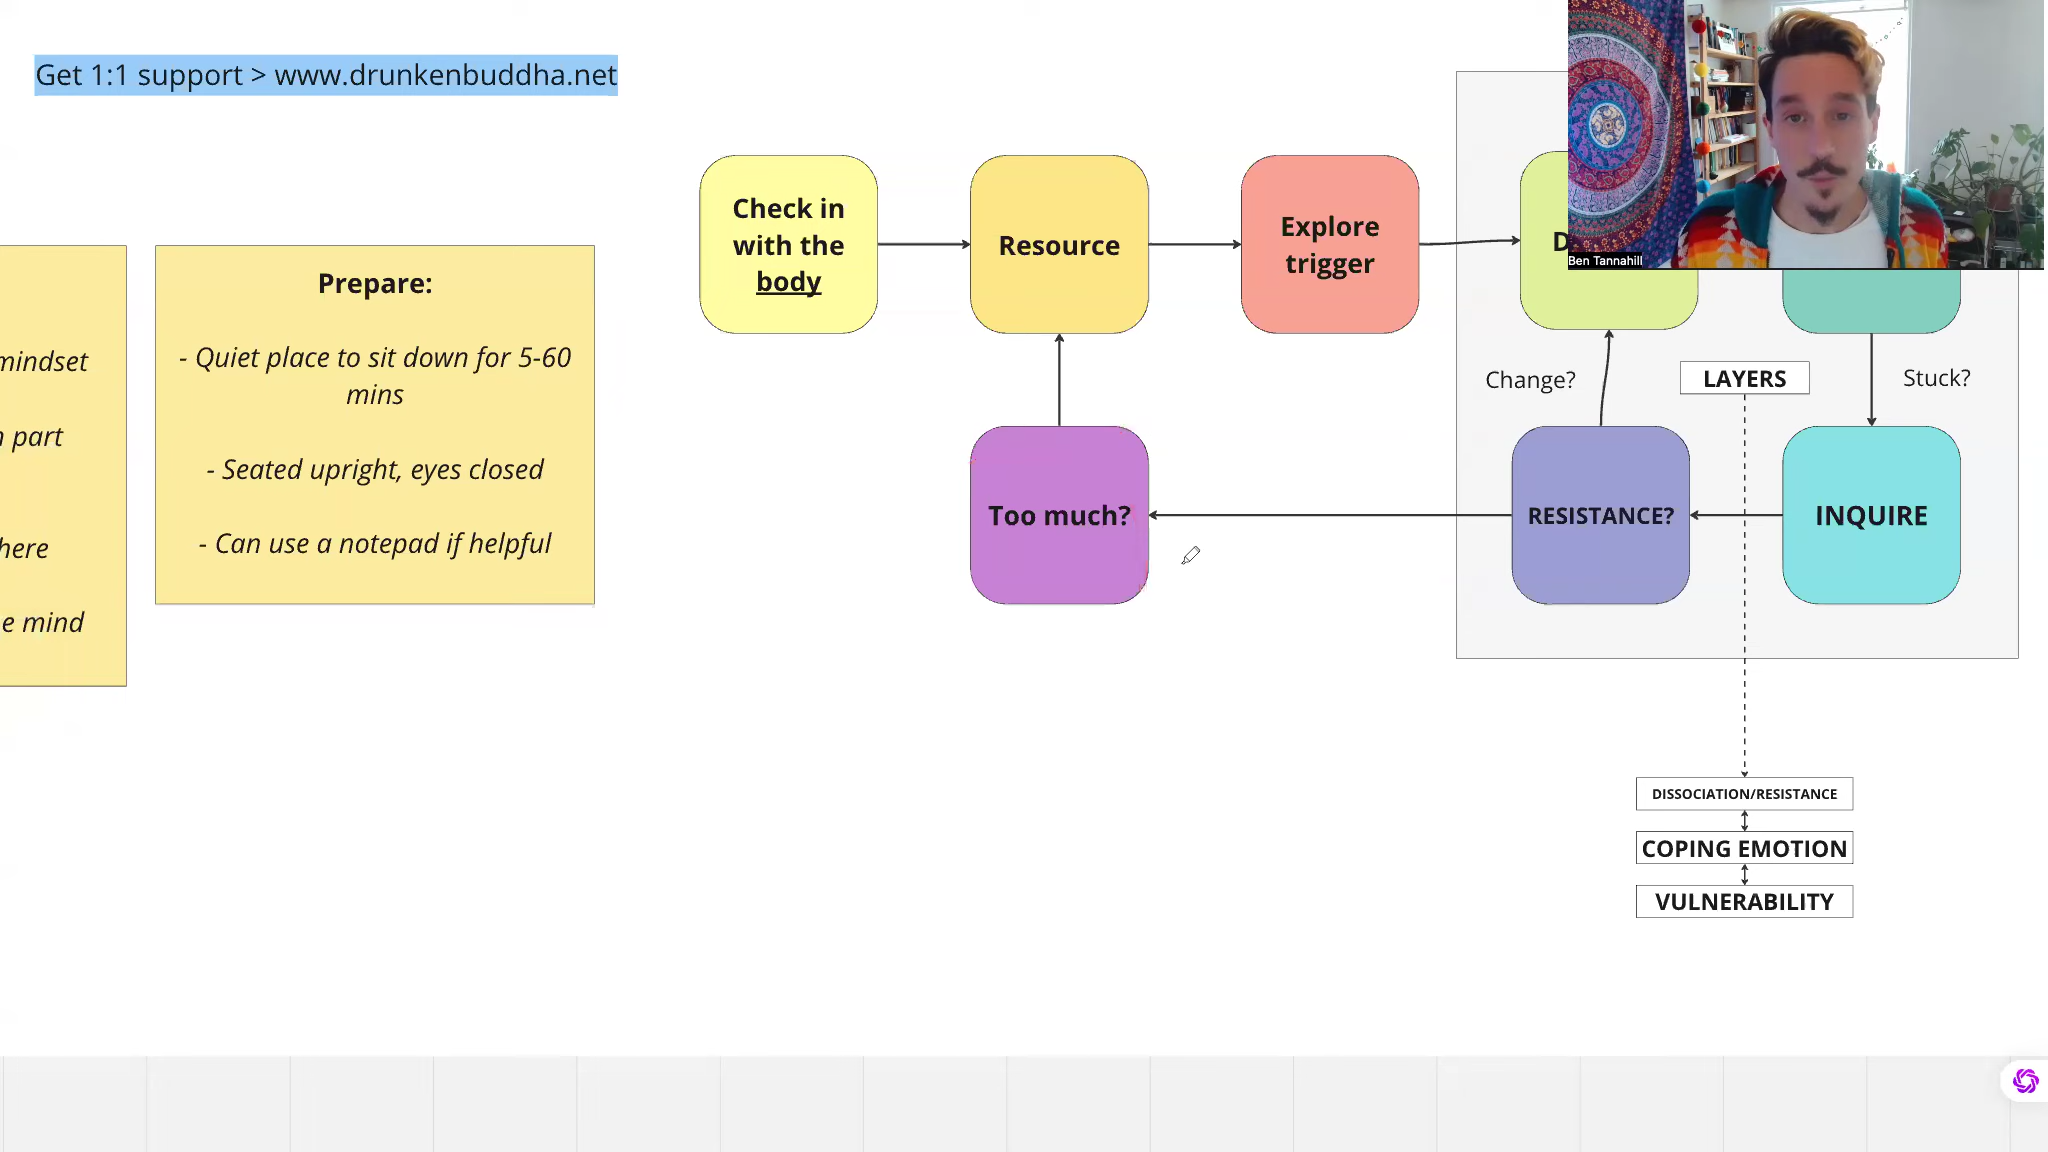 Get 1:1 support > www.drunkenbuddha.net
mindset
part
here
mind
Prepare:
- Quiet place to sit down for 5-60
mins
- Seated upright, eyes closed
- Can use a notepad if helpful
Check in
with the
body
Resource
Explore
trigger
Ben Tannahill
Change?
LAYERS
Stuck?
Too much?
RESISTANCE?
INQUIRE
DISSOCIATION/RESISTANCE
COPING EMOTION
VULNERABILITY